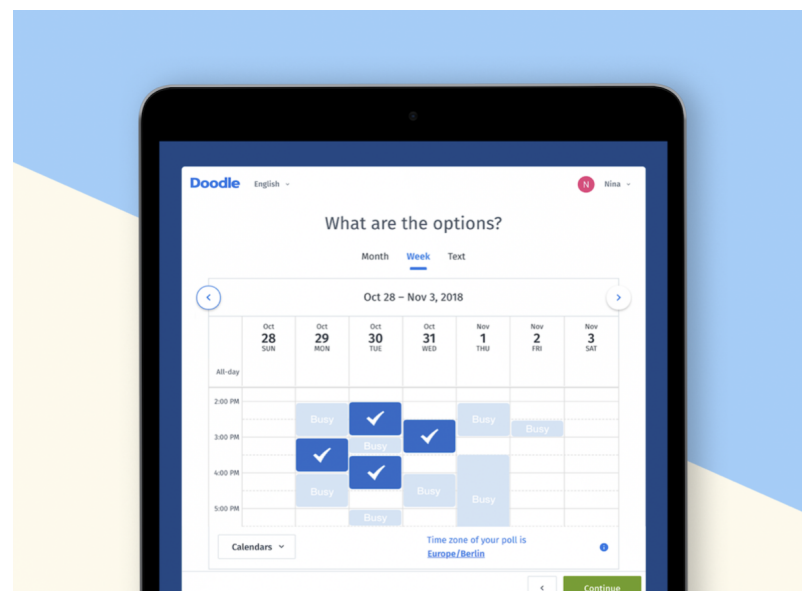 Doodle English
N Nina
What are the options?
Month Week Text
Oct 28 – Nov 3, 2018
Oct Oct Oct Oct Nov Nov Nov
28 29 30 31 1 2 3
SUN MON TUE WED THU FRI SAT
All-day
2:00 PM
Busy Busy
Busy
3:00 PM
Busy
4:00 PM
Busy Busy
Busy
5:00 PM
Busy
Calendars
Time zone of your poll is
Europe/Berlin
Continue